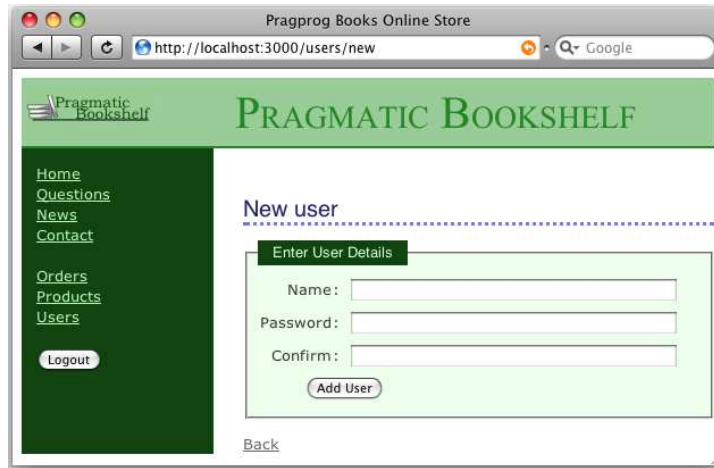 Pragprog Books Online Store
http://localhost:3000/users/new
Google
Pragmatic
Bookshelf
PRAGMATIC BOOKSHELF
Home
Questions
News
Contact
Orders
Products
Users
Logout
New user
Enter User Details
Name:
Password:
Confirm:
Add User
Back